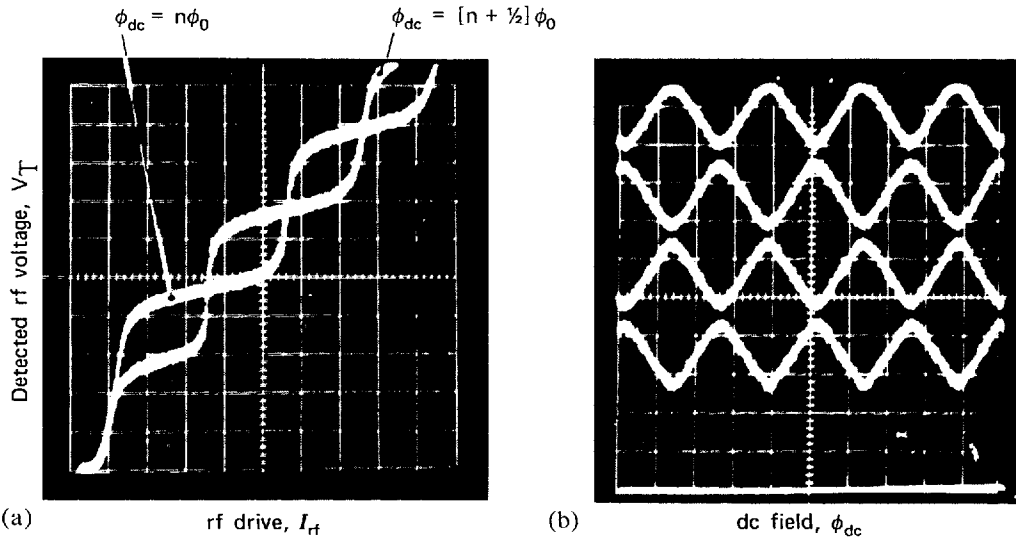 ϕdc = nϕ0
ϕdc = [n + ½]ϕ0
Detected rf voltage, VT
(a)
rf drive, Irf
(b)
dc field, ϕdc